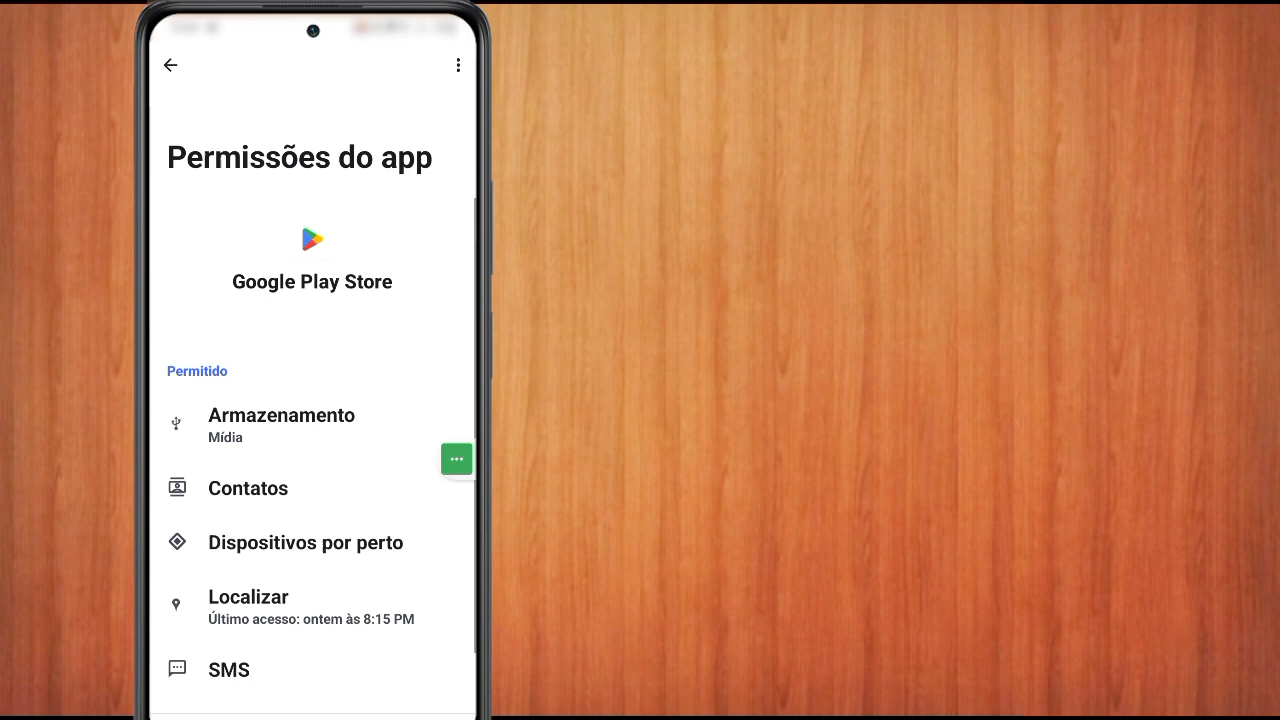 Permissões do app
Google Play Store
Permitido
Armazenamento
Mídia
Contatos
Dispositivos por perto
Localizar
Último acesso: ontem às 8:15 PM
SMS